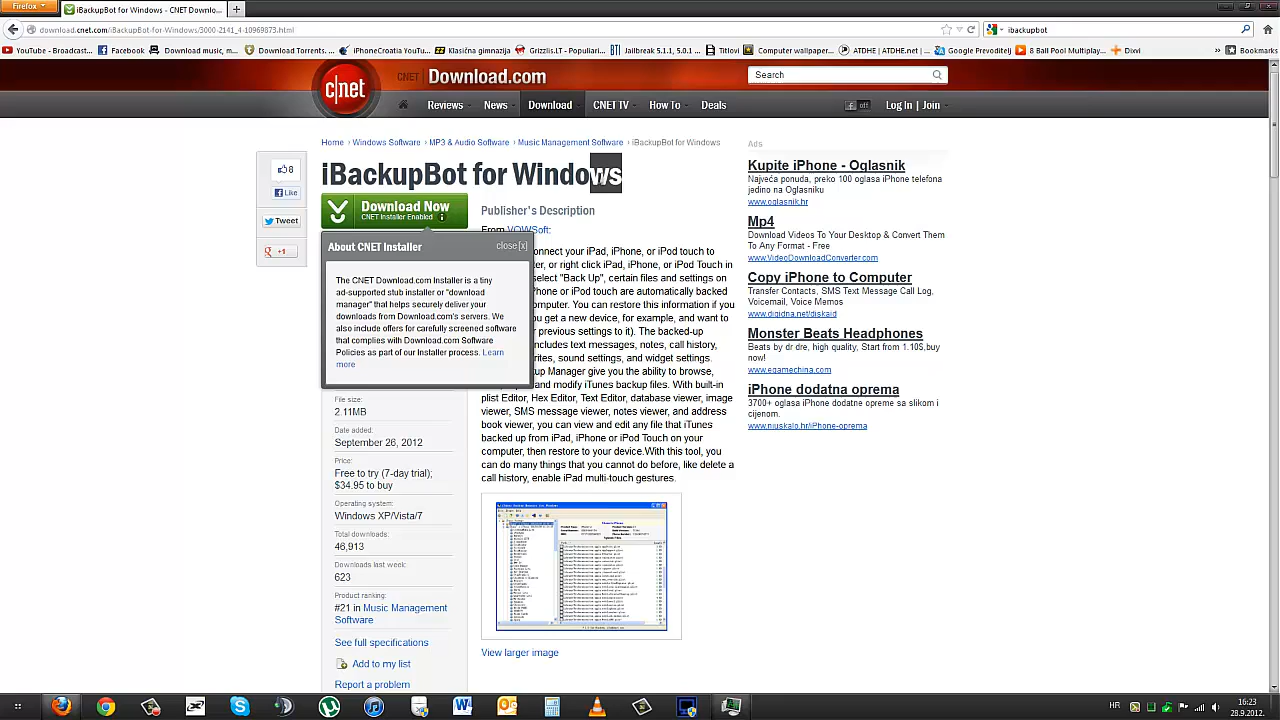 Firefox
iBackupBot for Windows - CNET Downlo...
download.cnet.com/iBackupBot-for-Windows/3000-2141_4-10969873.html
ibackupbot
YouTube - Broadcast...
Facebook
Download music, m...
Download Torrents, ...
iPhoneCroatia YouTu...
Klasična gimnazija
Grizzlis.LT - Populiari...
Jailbreak 5.1.1, 5.0.1 ...
Titlovi
Computer wallpaper...
ATDHE | ATDHE.net | ...
Google Prevoditelj
8 Ball Pool Multiplay...
Dixvi
Bookmarks
c|net
CNET
Download.com
Search
Reviews
News
Download
CNET TV
How To
Deals
off
Log In | Join
Home › Windows Software › MP3 & Audio Software › Music Management Software › iBackupBot for Windows
8
Like
Tweet
+1
iBackupBot for Windows
Download Now
CNET Installer Enabled
About CNET Installer
close[x]
The CNET Download.com Installer is a tiny
ad-supported stub installer or "download
manager" that helps securely deliver your
downloads from Download.com's servers. We
also include offers for carefully screened software
that complies with Download.com Software
Policies as part of our Installer process. Learn
more
File size:
2.11MB
Date added:
September 26, 2012
Price:
Free to try (7-day trial);
$34.95 to buy
Operating system:
Windows XP/Vista/7
Total downloads:
46,913
Downloads last week:
623
Product ranking:
#21 in Music Management
Software
See full specifications
Add to my list
Report a problem
Publisher's Description
From VOWSoft:
onnect your iPad, iPhone, or iPod touch to
er, or right click iPad, iPhone, or iPod Touch in
select "Back Up", certain files and settings on
Phone or iPod touch are automatically backed
omputer. You can restore this information if you
ou get a new device, for example, and want to
r previous settings to it). The backed-up
ncludes text messages, notes, call history,
rites, sound settings, and widget settings.
up Manager give you the ability to browse,
and modify iTunes backup files. With built-in
plist Editor, Hex Editor, Text Editor, database viewer, image
viewer, SMS message viewer, notes viewer, and address
book viewer, you can view and edit any file that iTunes
backed up from iPad, iPhone or iPod Touch on your
computer, then restore to your device.With this tool, you
can do many things that you cannot do before, like delete a
call history, enable iPad multi-touch gestures.
View larger image
Ads
Kupite iPhone - Oglasnik
Najveća ponuda, preko 100 oglasa iPhone telefona
jedino na Oglasniku
www.oglasnik.hr
Mp4
Download Videos To Your Desktop & Convert Them
To Any Format - Free
www.VideoDownloadConverter.com
Copy iPhone to Computer
Transfer Contacts, SMS Text Message Call Log,
Voicemail, Voice Memos
www.digidna.net/diskaid
Monster Beats Headphones
Beats by dr dre, high quality, Start from 1.10$,buy
now!
www.egamechina.com
iPhone dodatna oprema
3700+ oglasa iPhone dodatne opreme sa slikom i
cijenom.
www.njuskalo.hr/iPhone-oprema
HR
16:23
28.9.2012.